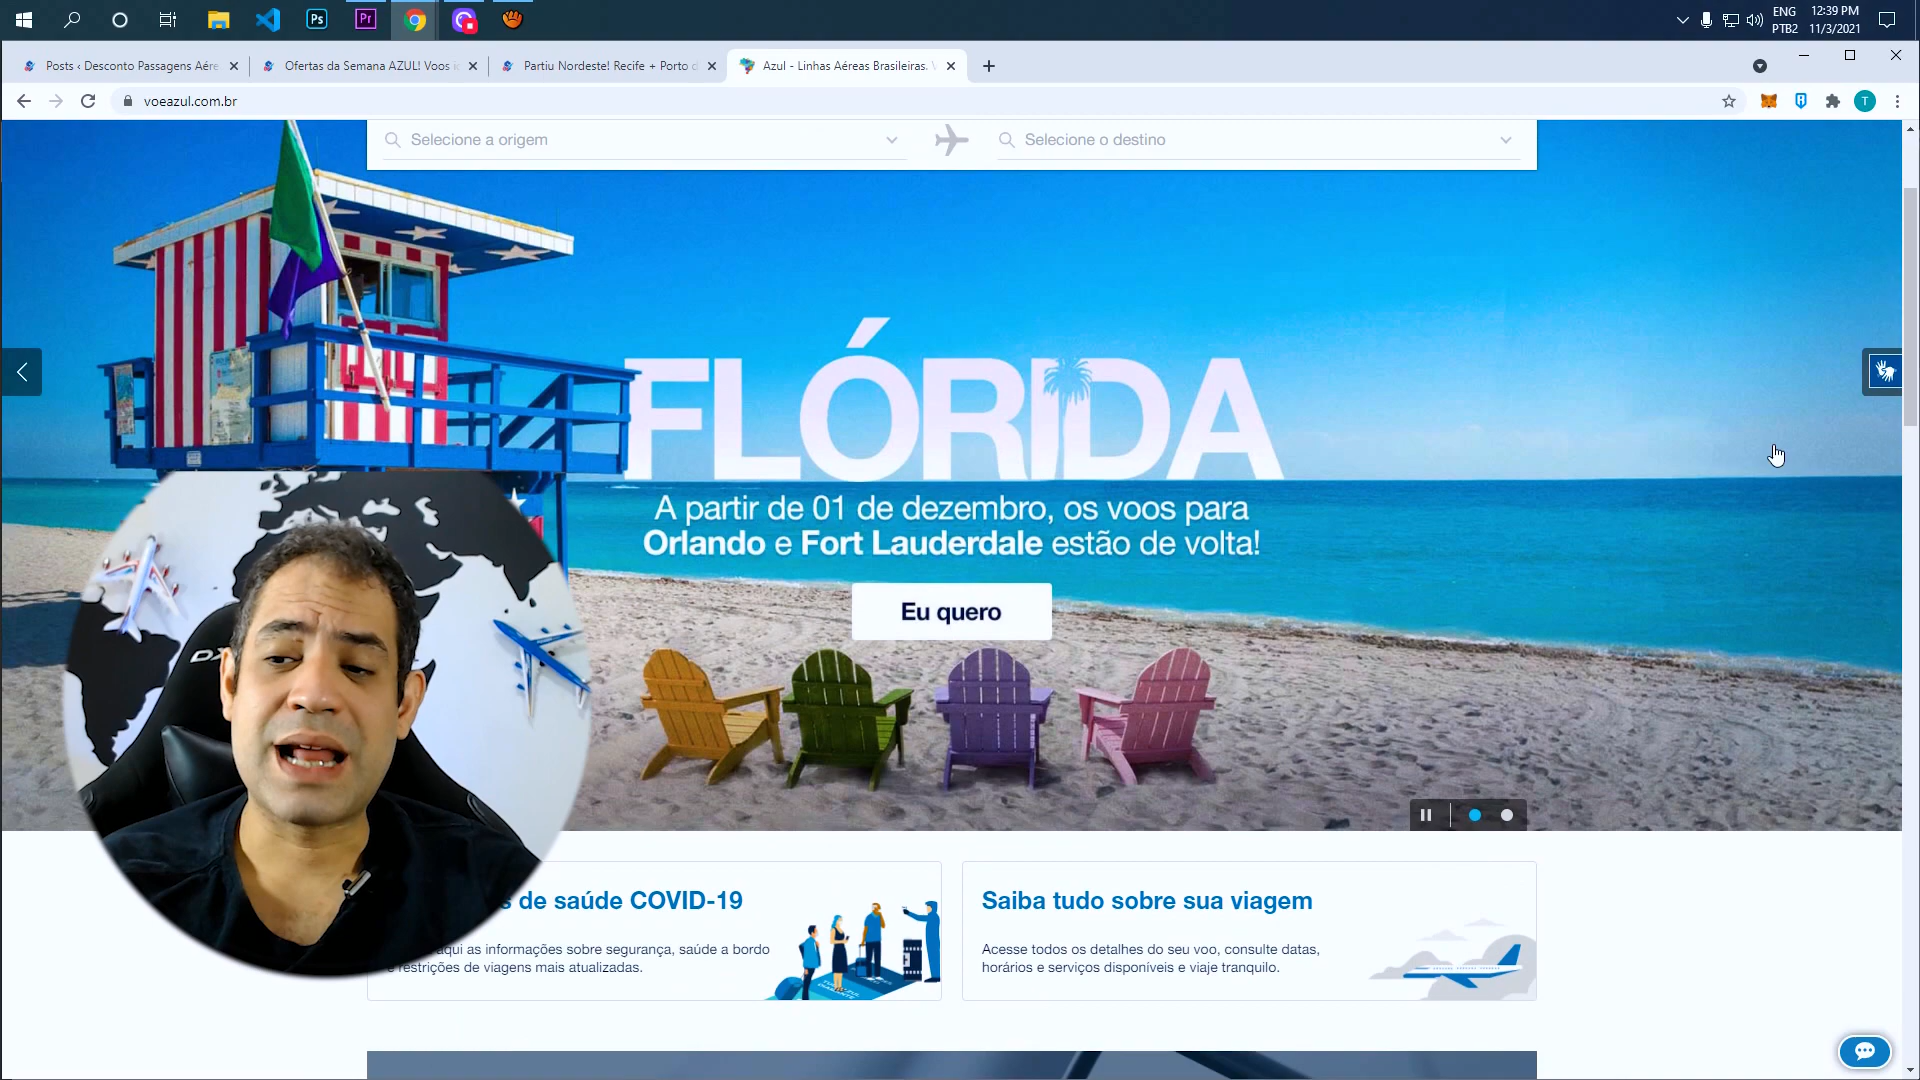 ENG
12:39 PM
PTB2
11/3/2021
Posts ‹ Desconto Passagens Aére
Ofertas da Semana AZUL! Voos i
Partiu Nordeste! Recife + Porto d
Azul - Linhas Aéreas Brasileiras.
voeazul.com.br
T
Selecione a origem
Selecione o destino
FLÓRIDA
A partir de 01 de dezembro, os voos para
Orlando e Fort Lauderdale estão de volta!
Eu quero
DX
s de saúde COVID-19
aqui as informações sobre segurança, saúde a bordo
e restrições de viagens mais atualizadas.
Saiba tudo sobre sua viagem
Acesse todos os detalhes do seu voo, consulte datas,
horários e serviços disponíveis e viaje tranquilo.